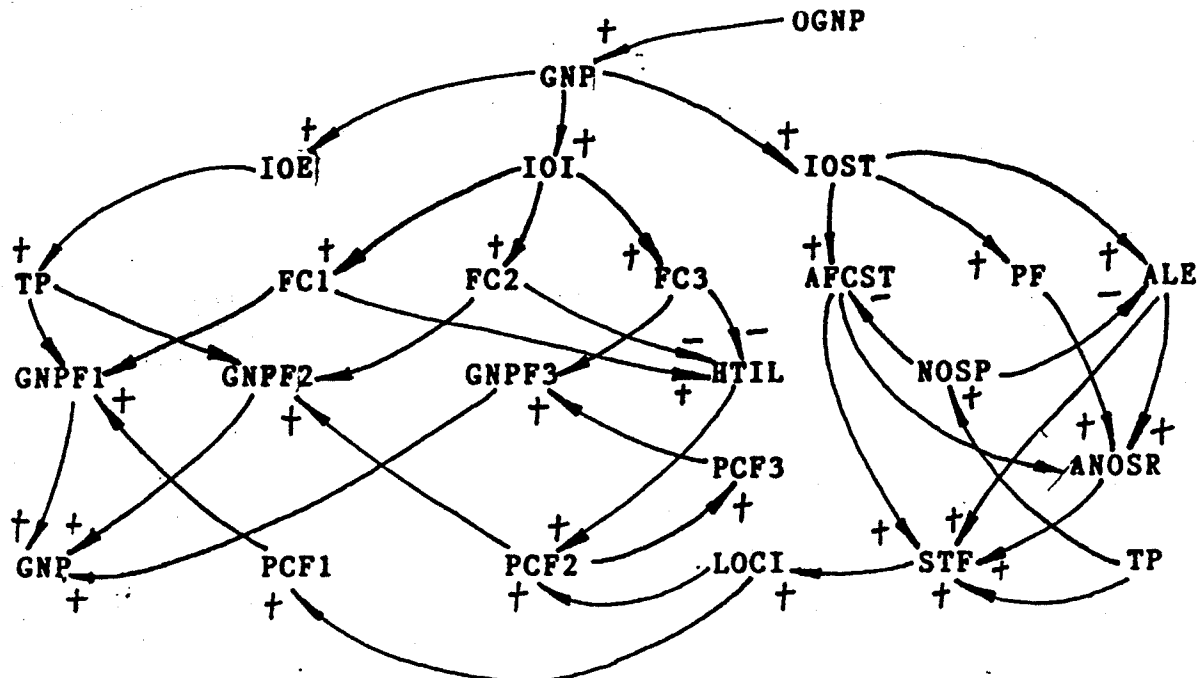 OGNP
+
GNP
+ + +
IOE IOI IOST
+ + + + + + +
TP FC1 FC2 FC3 AFCST PF ALE
− − − −
GNPF1 GNPF2 GNPF3 HTIL NOSP
+ + + + + + +
PCF3 ANOSR
+ + + + + +
GNP PCF1 PCF2 LOCI STF TP
+ + + + + +